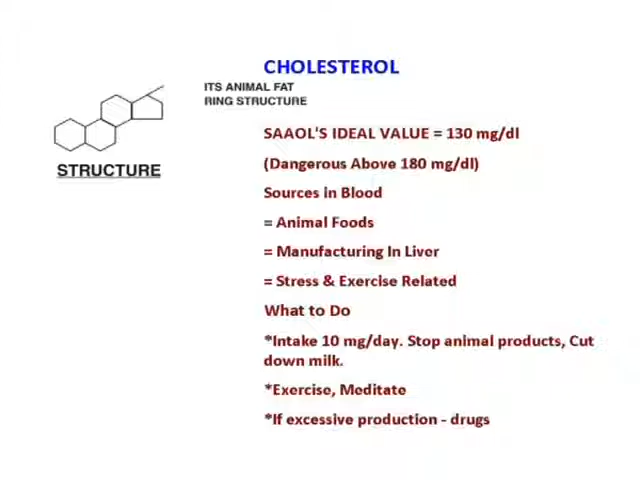 CHOLESTEROL
ITS ANIMAL FAT
RING STRUCTURE
STRUCTURE
SAAOL'S IDEAL VALUE = 130 mg/dl
(Dangerous Above 180 mg/dl)
Sources in Blood
= Animal Foods
= Manufacturing In Liver
= Stress & Exercise Related
What to Do
*Intake 10 mg/day. Stop animal products, Cut
down milk.
*Exercise, Meditate
*If excessive production - drugs